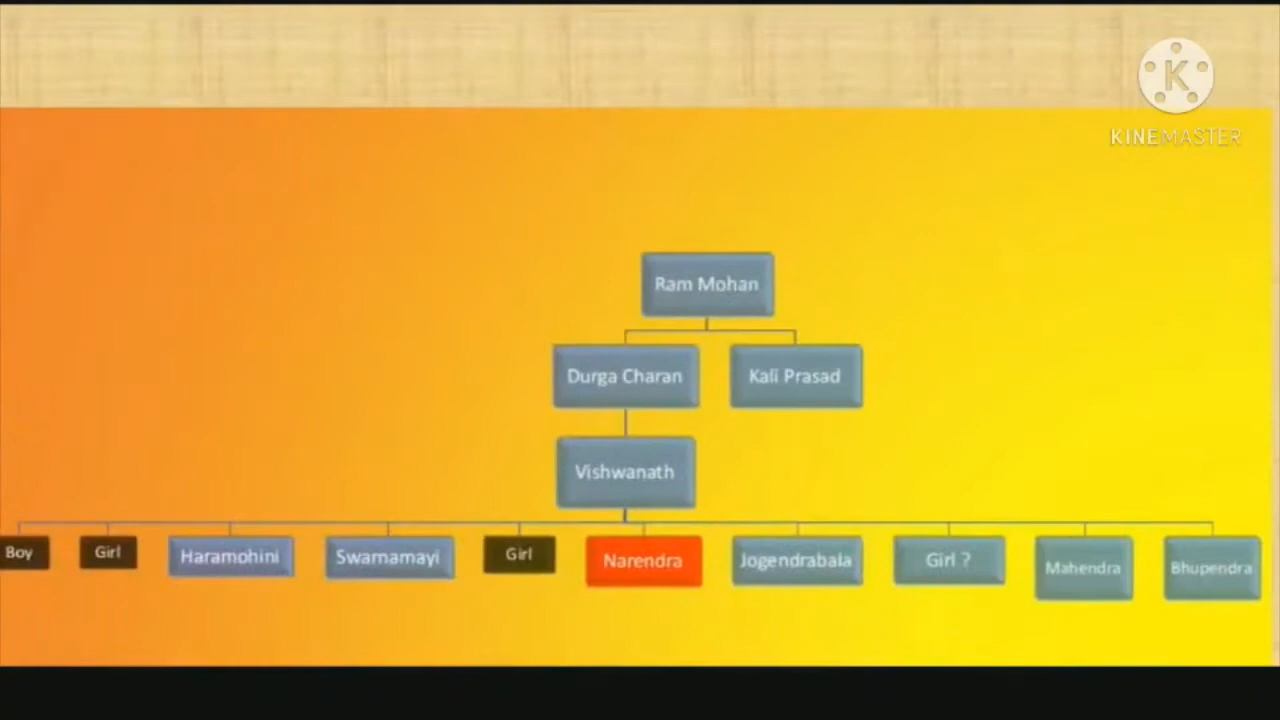 K
KINEMASTER
Ram Mohan
Durga Charan
Kali Prasad
Vishwanath
Boy
Girl
Haramohini
Swarnamayi
Girl
Narendra
Jogendrabala
Girl ?
Mahendra
Bhupendra